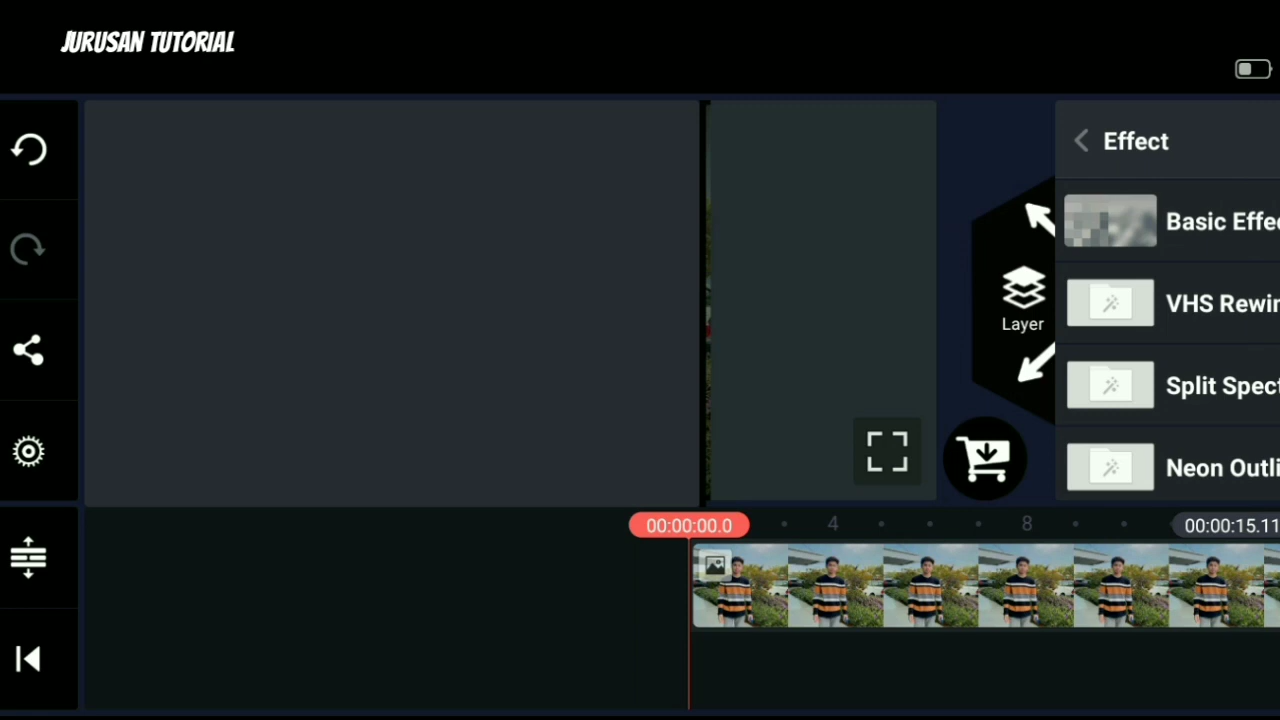 JURUSAN TUTORIAL
Effect
Basic Effe
Layer
VHS Rewin
Split Spect
Neon Outli
00:00:00.0
4
8
00:00:15.11